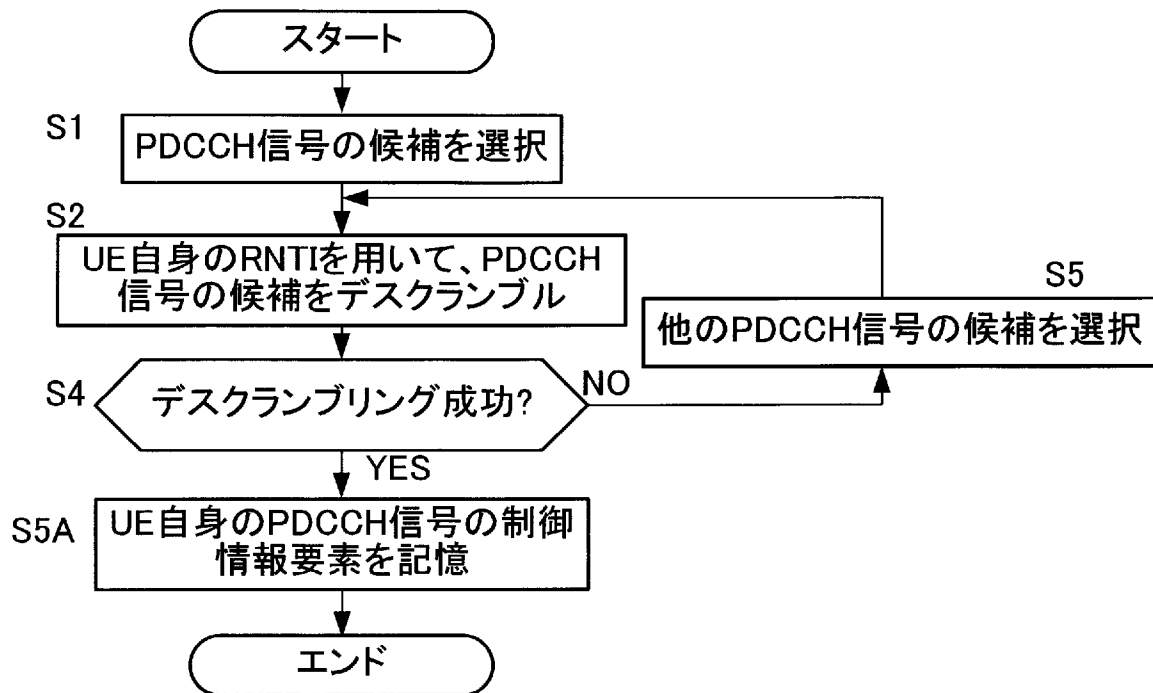 スタート
S1
PDCCH信号の候補を選択
S2
UE自身のRNTIを用いて、PDCCH
信号の候補をデスクランブル
S5
他のPDCCH信号の候補を選択
S4
デスクランブリング成功?
NO
YES
S5A
UE自身のPDCCH信号の制御
情報要素を記憶
エンド